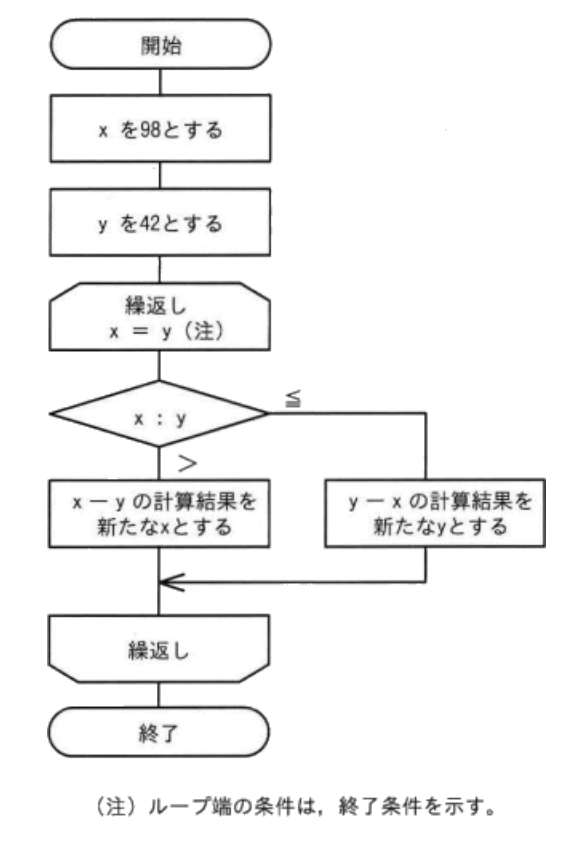 開始
x を98とする
y を42とする
繰返し
x = y（注）
x : y
≦
＞
x － y の計算結果を
新たなxとする
y － x の計算結果を
新たなyとする
繰返し
終了
（注）ループ端の条件は，終了条件を示す。